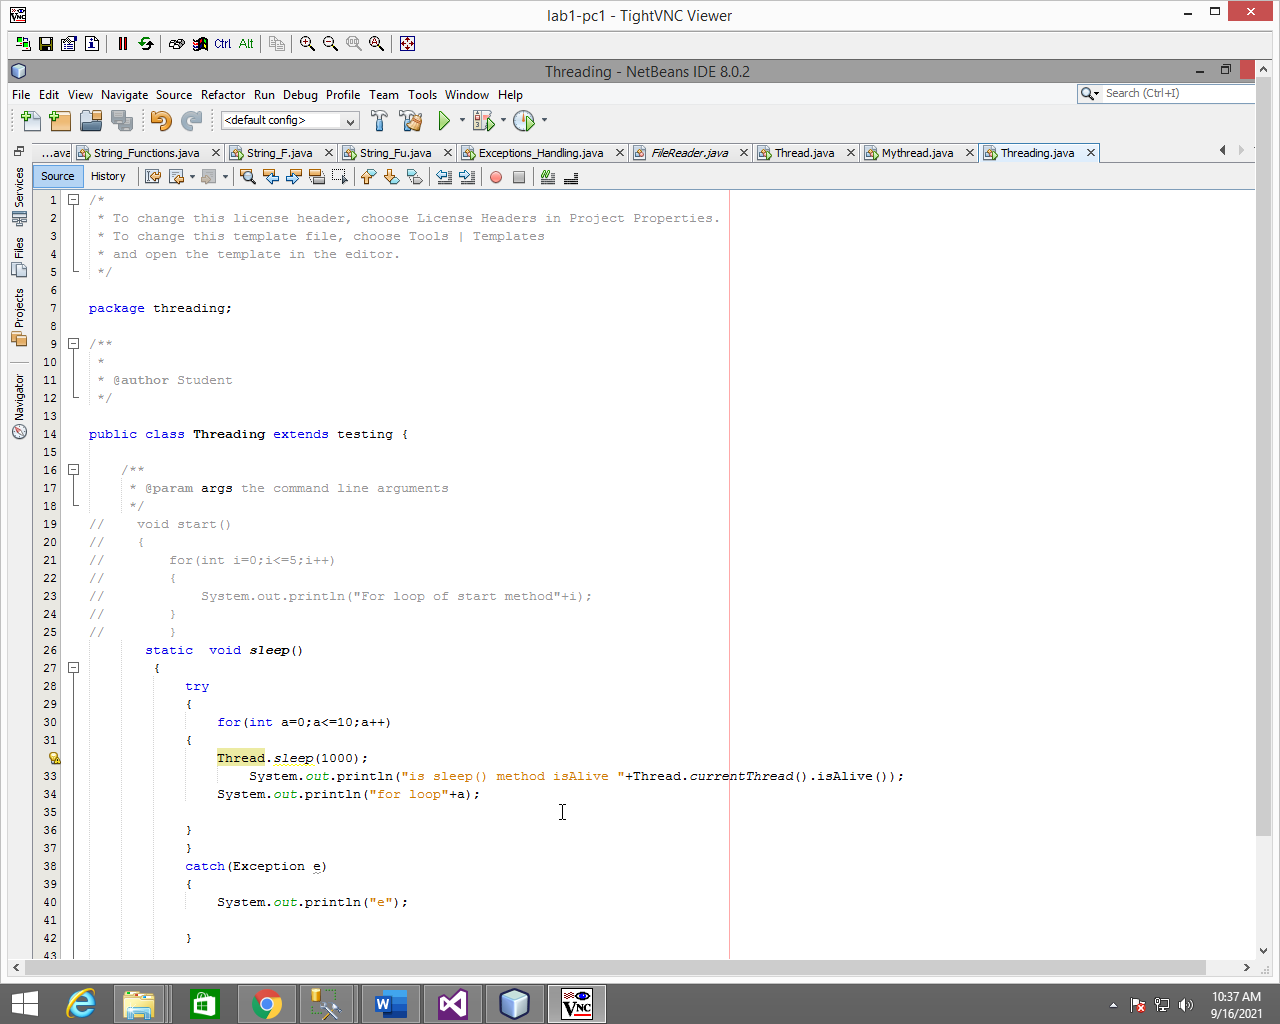 lab1-pc1 - TightVNC Viewer
Ctrl Alt
Threading - NetBeans IDE 8.0.2
File Edit View Navigate Source Refactor Run Debug Profile Team Tools Window Help
Search (Ctrl+I)
<default config>
...ava String_Functions.java String_F.java String_Fu.java Exceptions_Handling.java FileReader.java Thread.java Mythread.java Threading.java
Source History
Services
Files
Projects
Navigator
1 /*
2  * To change this license header, choose License Headers in Project Properties.
3  * To change this template file, choose Tools | Templates
4  * and open the template in the editor.
5  */
6
7 package threading;
8
9 /**
10  *
11  * @author Student
12  */
13
14 public class Threading extends testing {
15
16     /**
17      * @param args the command line arguments
18      */
19 //    void start()
20 //    {
21 //        for(int i=0;i<=5;i++)
22 //        {
23 //            System.out.println("For loop of start method"+i);
24 //        }
25 //        }
26        static  void sleep()
27         {
28             try
29             {
30                 for(int a=0;a<=10;a++)
31             {
                 Thread.sleep(1000);
33                     System.out.println("is sleep() method isAlive "+Thread.currentThread().isAlive());
34                 System.out.println("for loop"+a);
35
36             }
37             }
38             catch(Exception e)
39             {
40                 System.out.println("e");
41
42             }
43
VNC
10:37 AM
9/16/2021